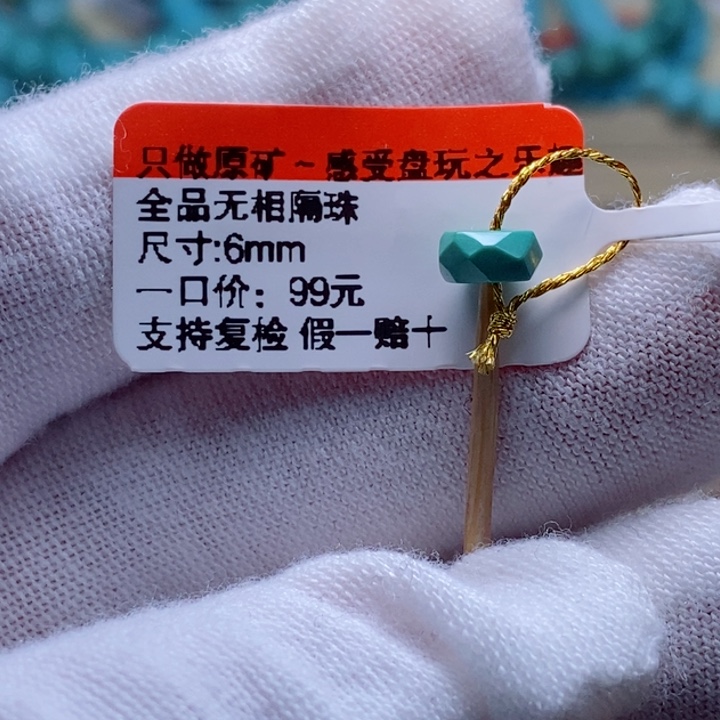 只做原矿~感受盘玩之乐趣
全品无相隔珠
尺寸:6mm
一口价：99元
支持复检 假一赔十